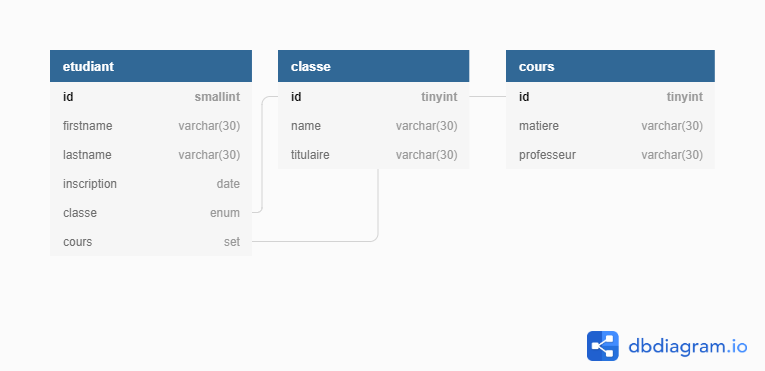 etudiant
id smallint
firstname varchar(30)
lastname varchar(30)
inscription date
classe enum
cours set
classe
id tinyint
name varchar(30)
titulaire varchar(30)
cours
id tinyint
matiere varchar(30)
professeur varchar(30)
dbdiagram.io